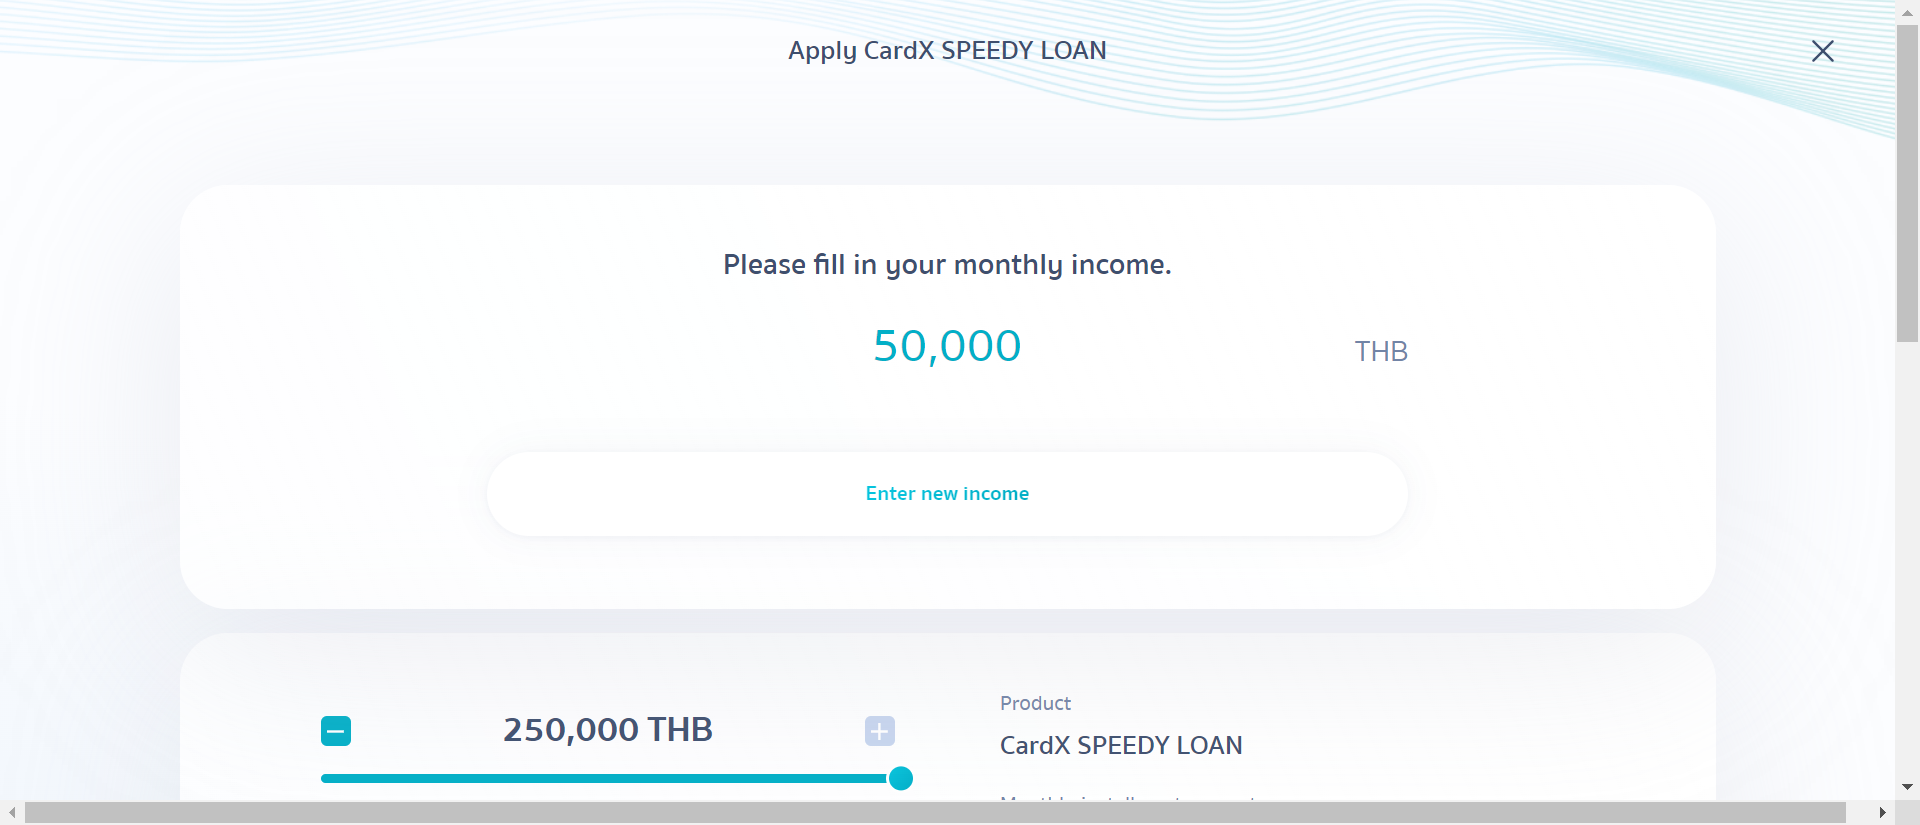 Apply CardX SPEEDY LOAN
Please fill in your monthly income.
50,000
THB
Enter new income
250,000 THB
Product
CardX SPEEDY LOAN